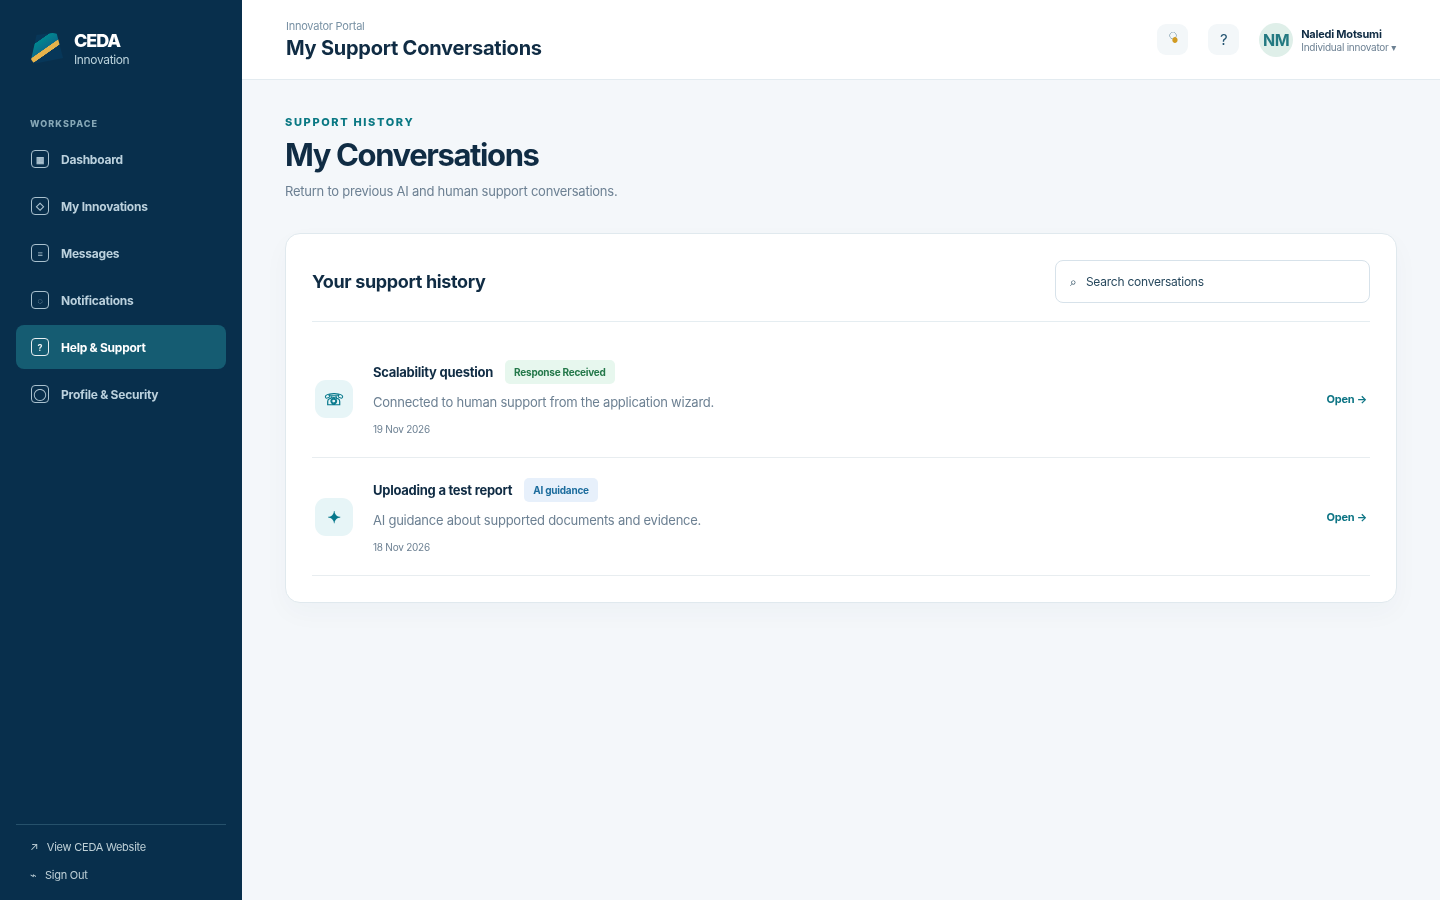 CEDA
Innovation
WORKSPACE
Dashboard
My Innovations
Messages
Notifications
? Help & Support
Profile & Security
↗ View CEDA Website
Sign Out
Innovator Portal
My Support Conversations
?
NM
Naledi Motsumi
Individual innovator ▾
SUPPORT HISTORY
My Conversations
Return to previous AI and human support conversations.
Your support history
Search conversations
Scalability question
Response Received
Connected to human support from the application wizard.
19 Nov 2026
Open →
Uploading a test report
AI guidance
AI guidance about supported documents and evidence.
18 Nov 2026
Open →